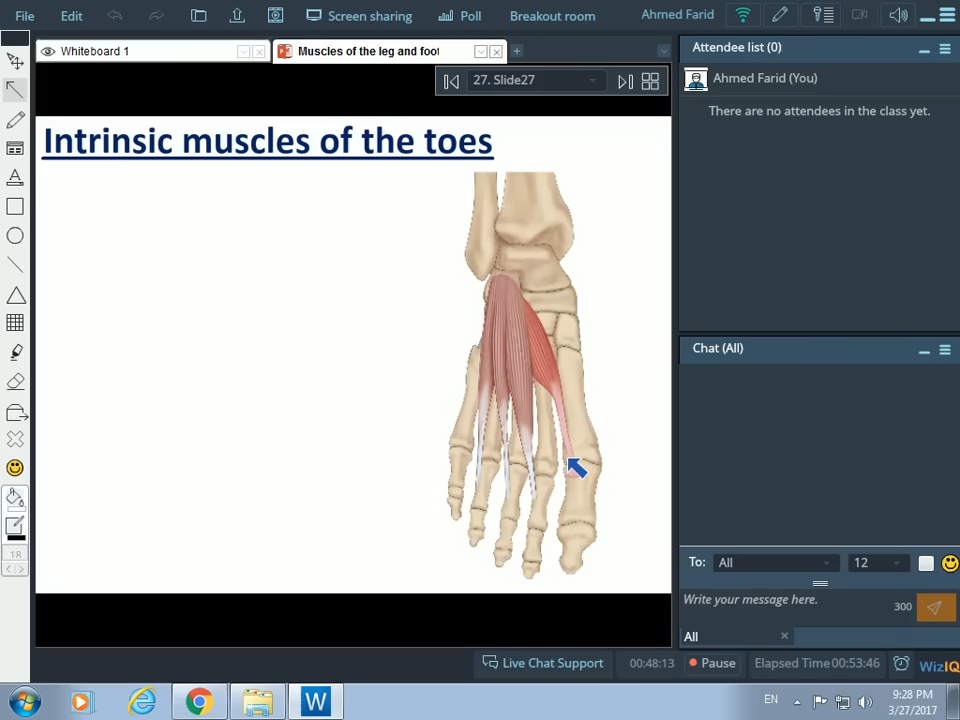 File Edit Screen sharing Poll Breakout room Ahmed Farid
Whiteboard 1 Muscles of the leg and foot
Attendee list (0)
27. Slide27
Ahmed Farid (You)
There are no attendees in the class yet.
Intrinsic muscles of the toes
Chat (All)
To: All 12
Write your message here. 300
All
1R
Live Chat Support 00:48:13 Pause Elapsed Time 00:53:46 WizIQ
EN 9:28 PM
3/27/2017